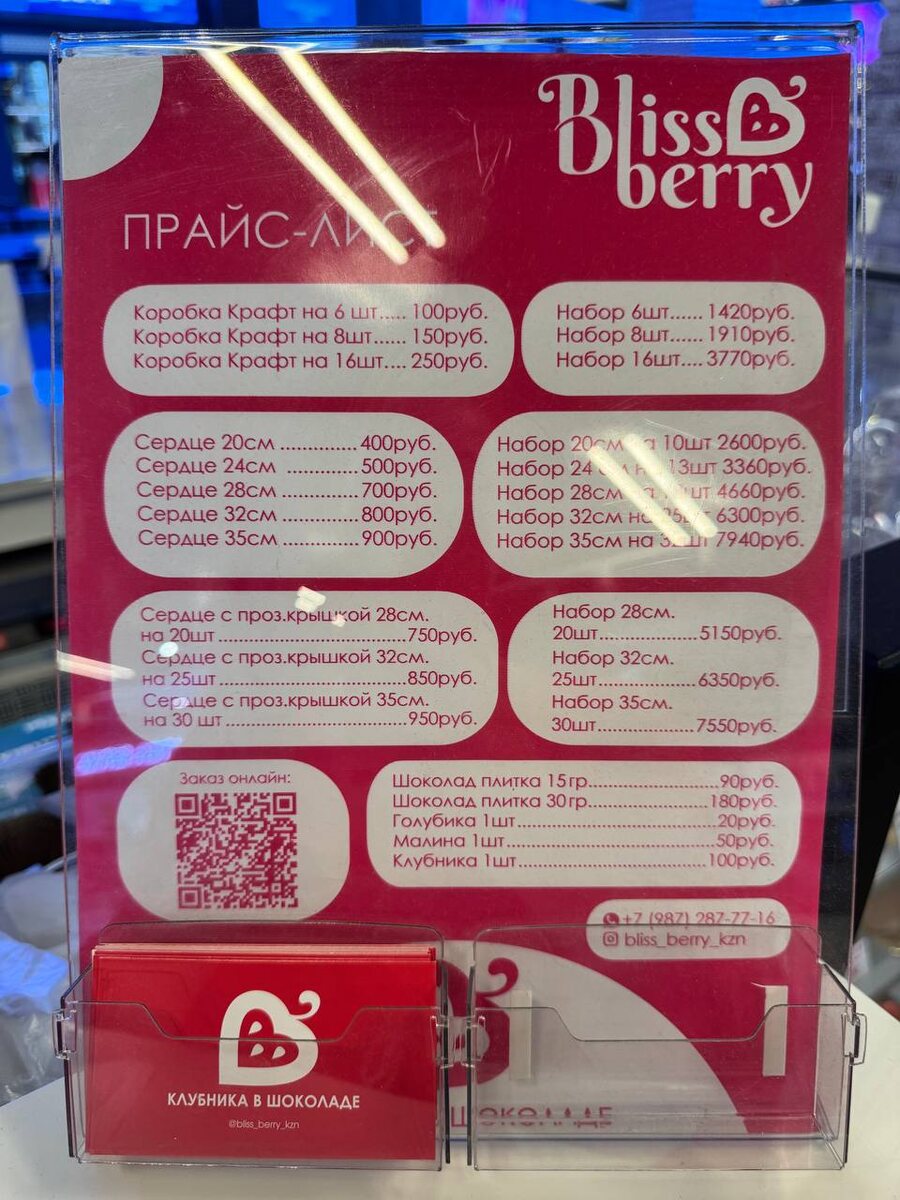 Bliss
berry
ПРАЙС-ЛИСТ
Коробка Крафт на 6 шт..... 100руб.
Коробка Крафт на 8шт...... 150руб.
Коробка Крафт на 16шт.... 250руб.
Набор 6шт...... 1420руб.
Набор 8шт...... 1910руб.
Набор 16шт.... 3770руб.
Сердце 20см .............. 400руб.
Сердце 24см .............. 500руб.
Сердце 28см .............. 700руб.
Сердце 32см .............. 800руб.
Сердце 35см .............. 900руб.
Набор 20см на 10шт 2600руб.
Набор 24 см на 13шт 3360руб.
Набор 28см на 4660руб.
Набор 32см на 25шт 6300руб.
Набор 35см на 7940руб.
Сердце с проз.крышкой 28см.
на 20шт .................................. 750руб.
Сердце с проз.крышкой 32см.
на 25шт .................................. 850руб.
Сердце с проз.крышкой 35см.
на 30 шт ................................. 950руб.
Набор 28см.
20шт.................. 5150руб.
Набор 32см.
25шт.................. 6350руб.
Набор 35см.
30шт.................. 7550руб.
Заказ онлайн:
Шоколад плитка 15гр........................ 90руб.
Шоколад плитка 30гр...................... 180руб.
Голубика 1шт..................................... 20руб.
Малина 1шт....................................... 50руб.
Клубника 1шт................................... 100руб.
+7 (987) 287-77-16
bliss_berry_kzn
КЛУБНИКА В ШОКОЛАДЕ
@bliss_berry_kzn